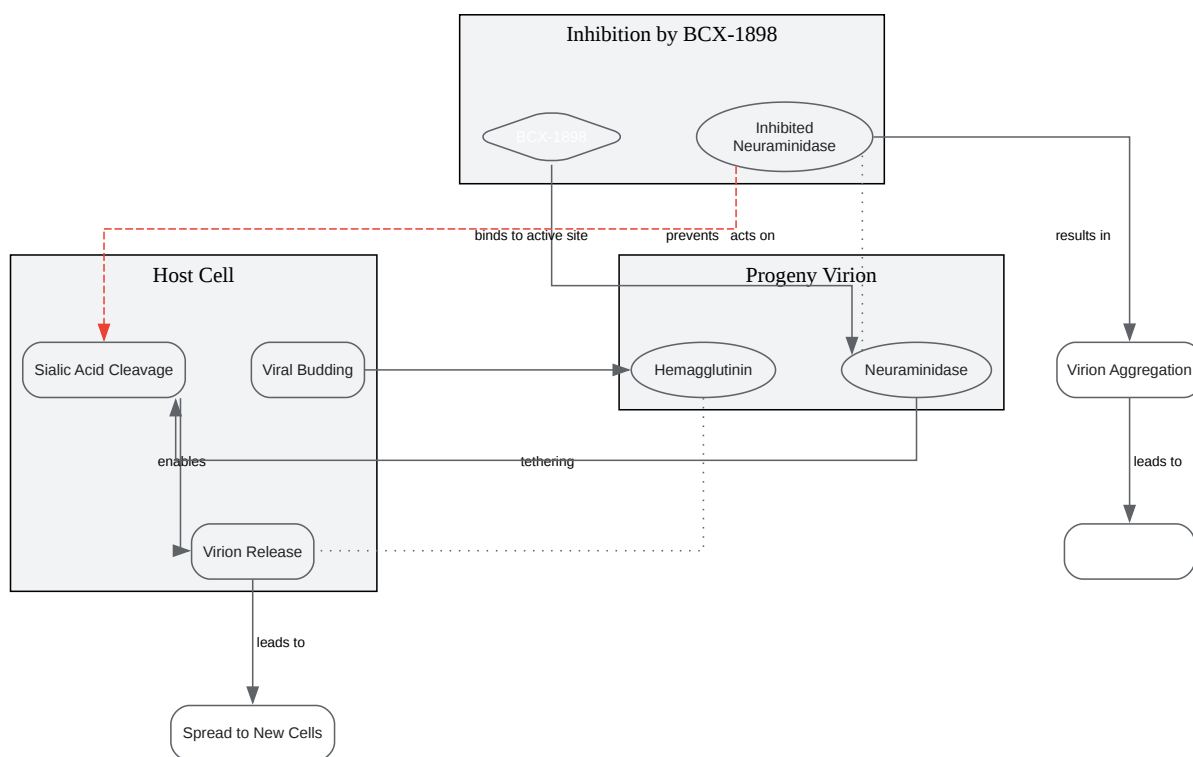 Inhibition by BCX-1898
BCX-1898
Inhibited
Neuraminidase
binds to active site
prevents
acts on
results in
Host Cell
Progeny Virion
Sialic Acid Cleavage
Viral Budding
Hemagglutinin
Neuraminidase
Virion Aggregation
enables
tethering
leads to
Virion Release
leads to
Spread to New Cells